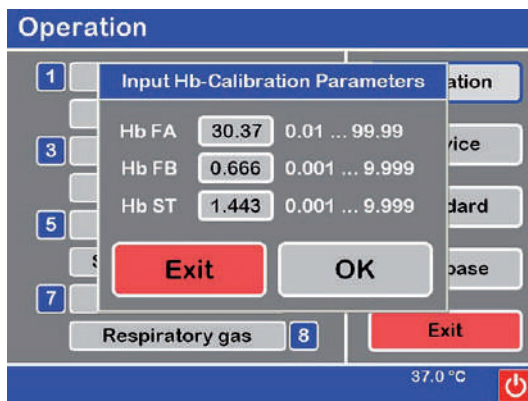 Operation
1
Input Hb-Calibration Parameters
ation
Hb FA 30.37 0.01 ... 99.99
3
vice
Hb FB 0.666 0.001 ... 9.999
Hb ST 1.443 0.001 ... 9.999
dard
5
S
Exit OK
base
7
Respiratory gas 8
Exit
37.0 °C